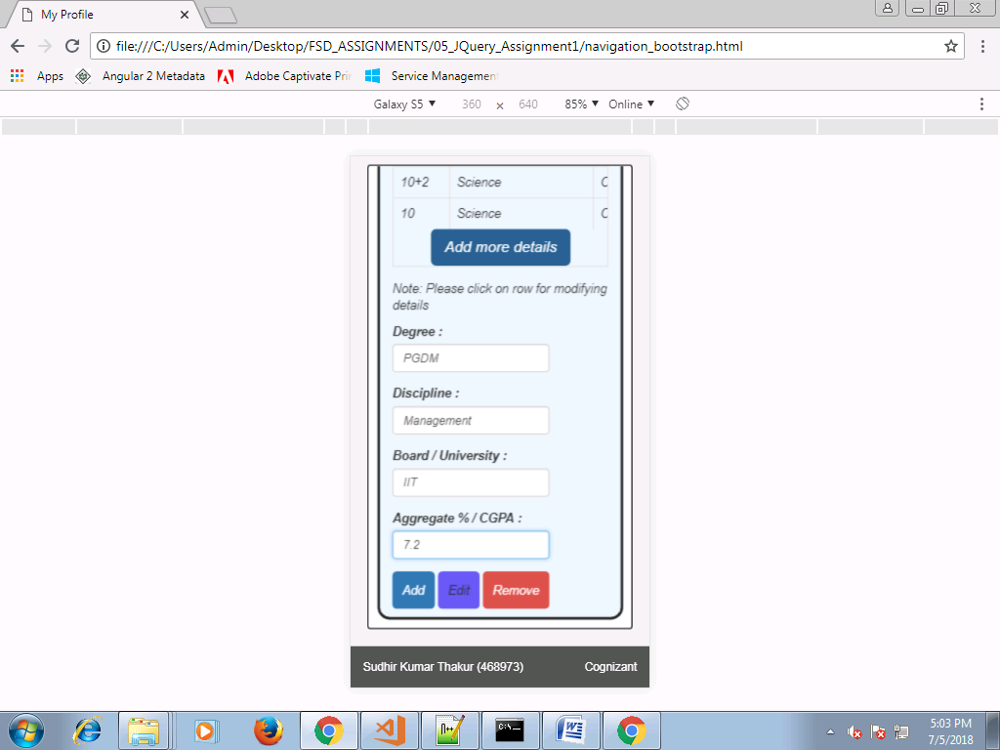 My Profile
file:///C:/Users/Admin/Desktop/FSD_ASSIGNMENTS/05_JQuery_Assignment1/navigation_bootstrap.html
Apps Angular 2 Metadata Adobe Captivate Pri Service Managemen
Galaxy S5 ▼ 360 x 640 85% ▼ Online ▼
10+2 Science C
10 Science C
Add more details
Note: Please click on row for modifying
details
Degree :
PGDM
Discipline :
Management
Board / University :
IIT
Aggregate % / CGPA :
7.2
Add Edit Remove
Sudhir Kumar Thakur (468973) Cognizant
5:03 PM
7/5/2018